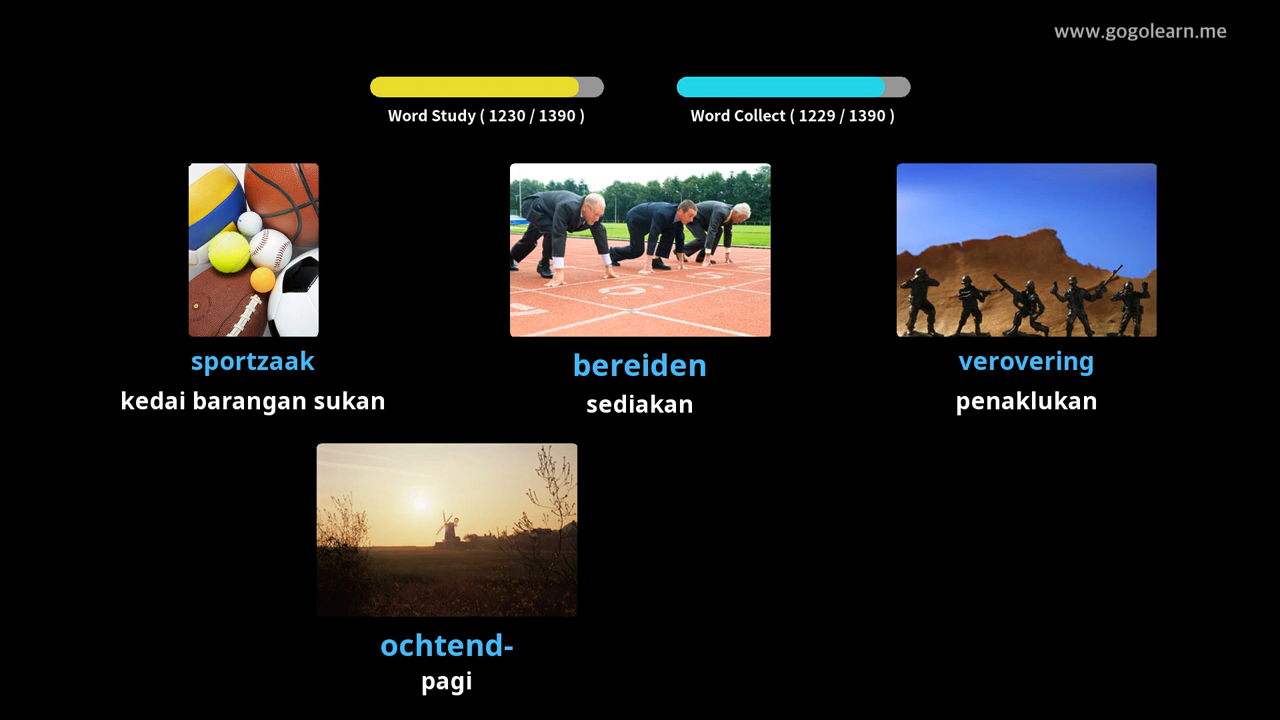 www.gogolearn.me
Word Study ( 1230 / 1390 )
Word Collect ( 1229 / 1390 )
sportzaak
kedai barangan sukan
bereiden
sediakan
verovering
penaklukan
ochtend-
pagi